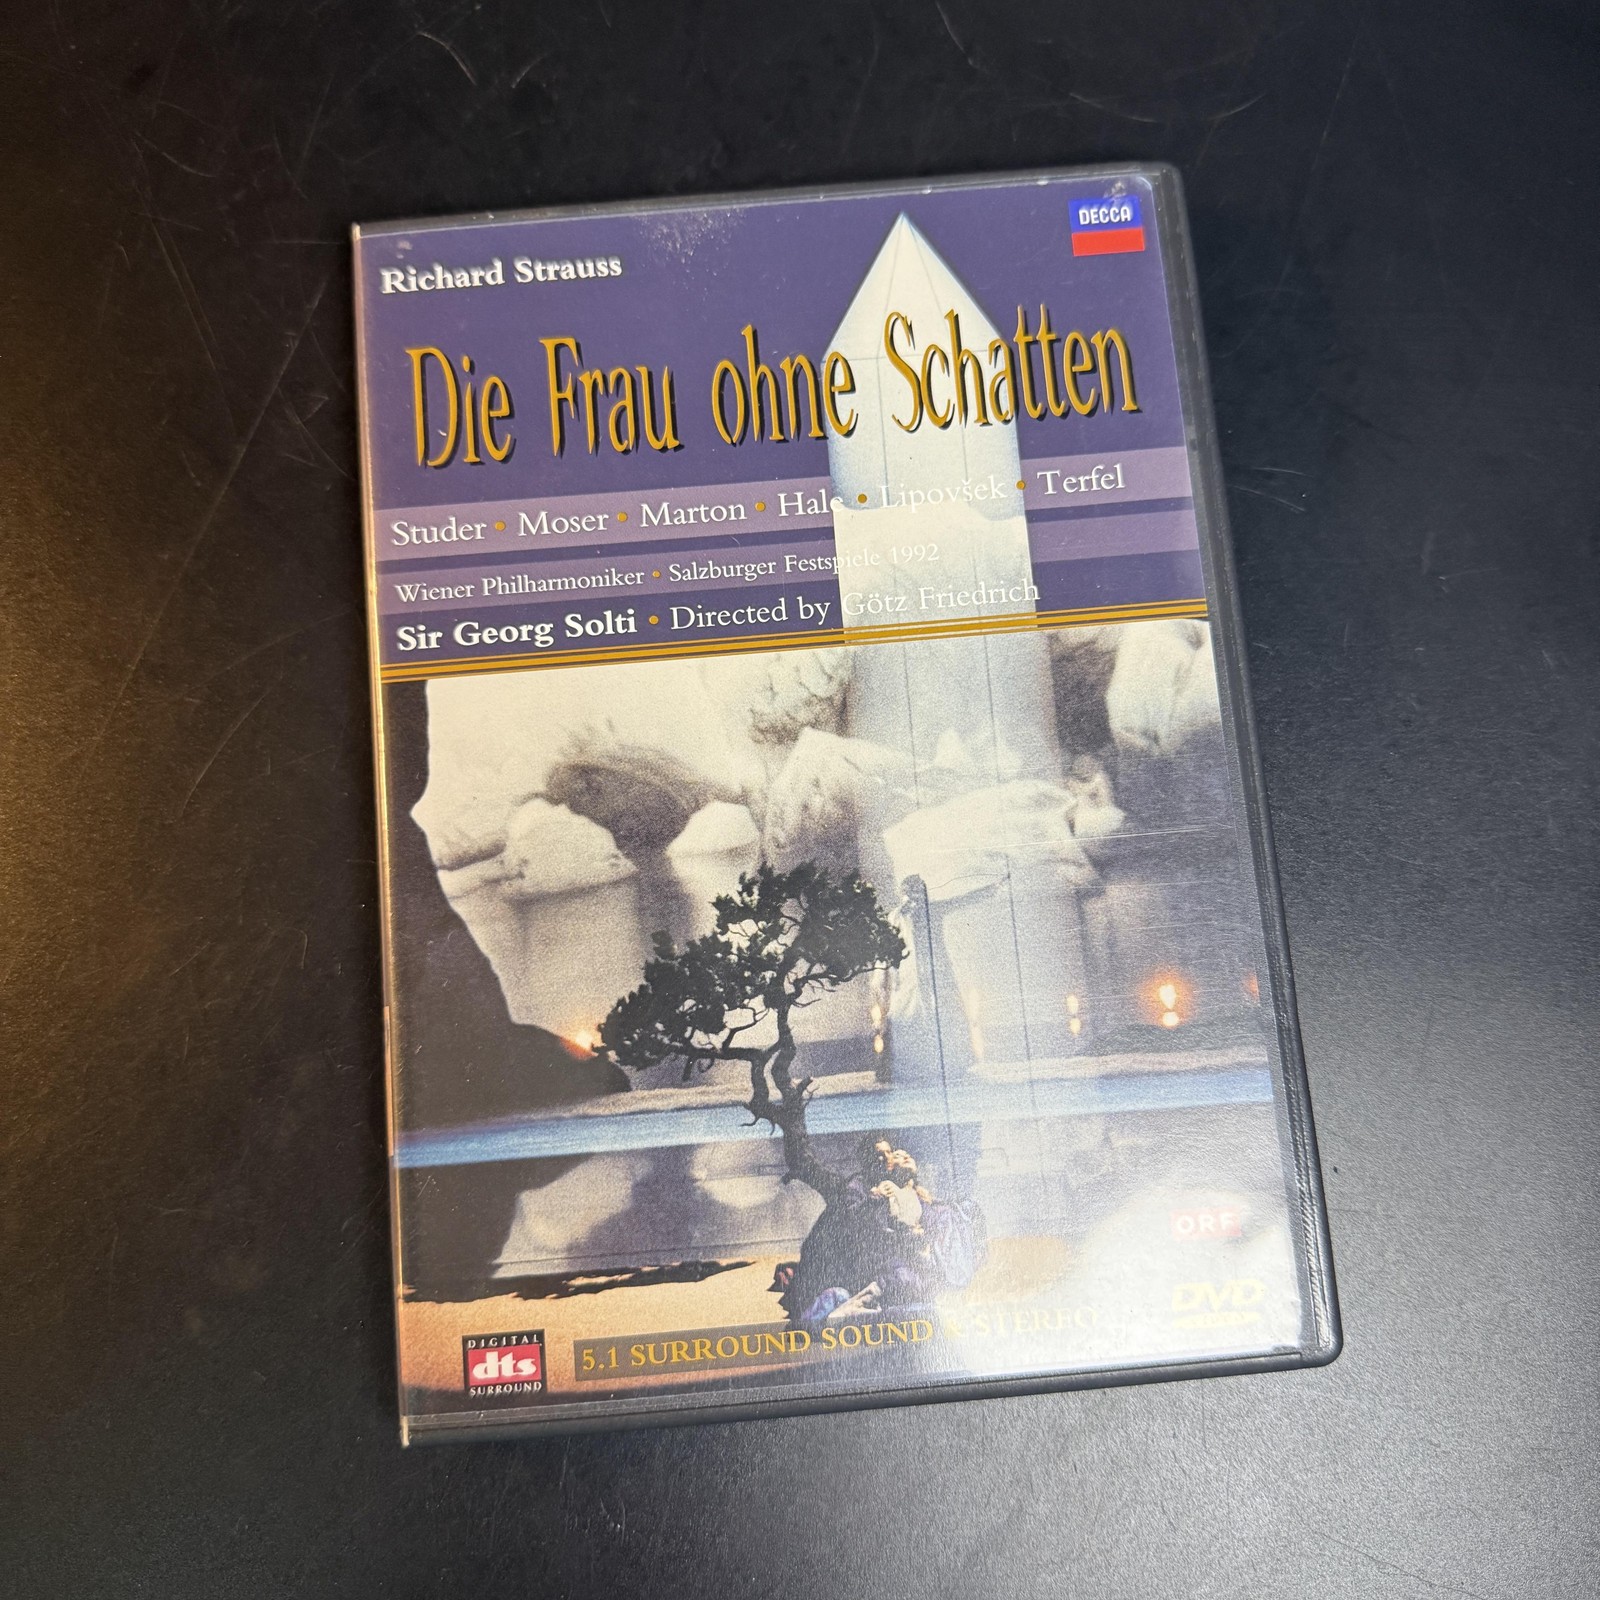 DECCA
Richard Strauss
Die Frau ohne Schatten
Studer • Moser • Marton • Hale • Lipovšek • Terfel
Wiener Philharmoniker • Salzburger Festspiele 1992
Sir Georg Solti • Directed by Götz Friedrich
ORF
DVD
DIGITAL
dts
SURROUND
5.1 SURROUND SOUND & STEREO